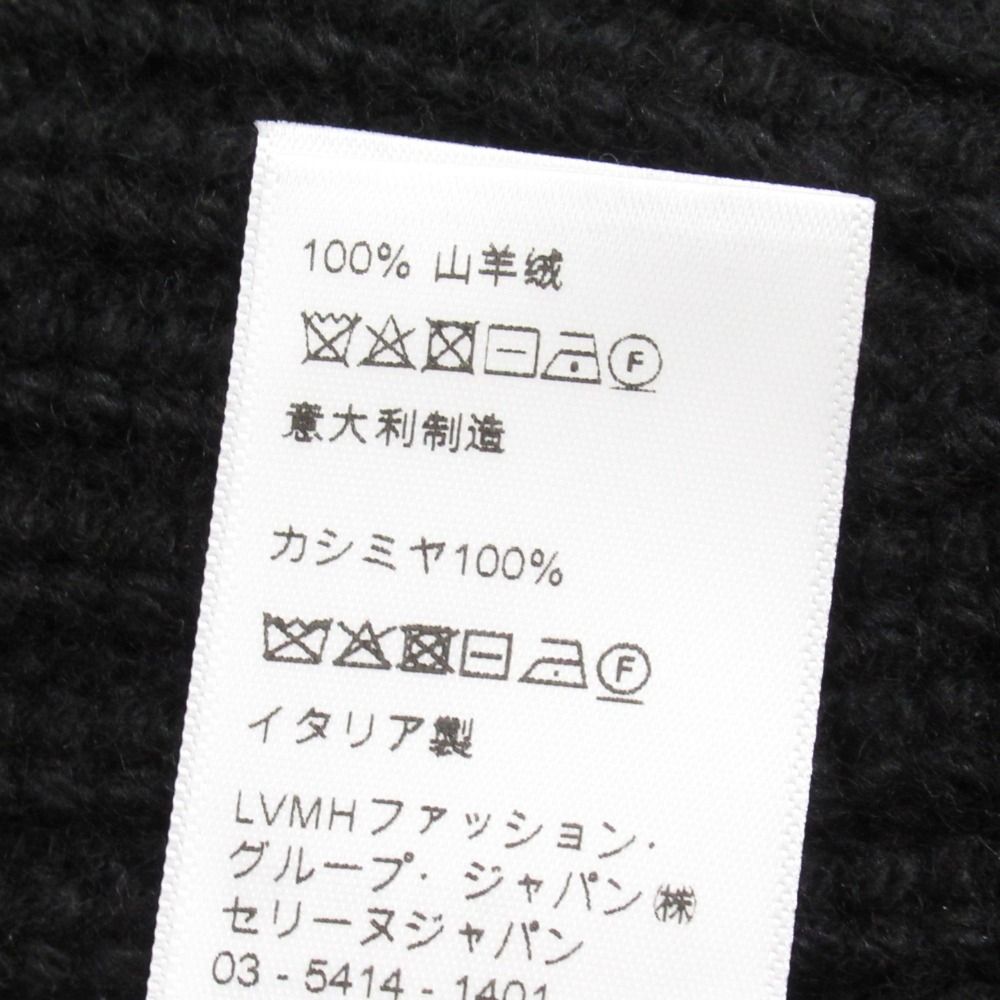 100% 山羊绒
F
意大利制造
カシミヤ100%
F
イタリア製
LVMHファッション・
グループ・ジャパン㈱
セリーヌジャパン
03 - 5414 - 1401